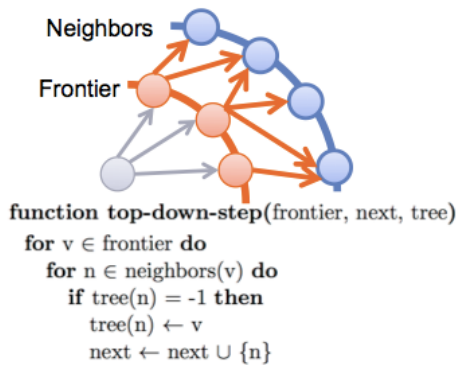 Neighbors
Frontier
function top-down-step(frontier, next, tree)
for v ∈ frontier do
for n ∈ neighbors(v) do
if tree(n) = -1 then
tree(n) ← v
next ← next ∪ {n}